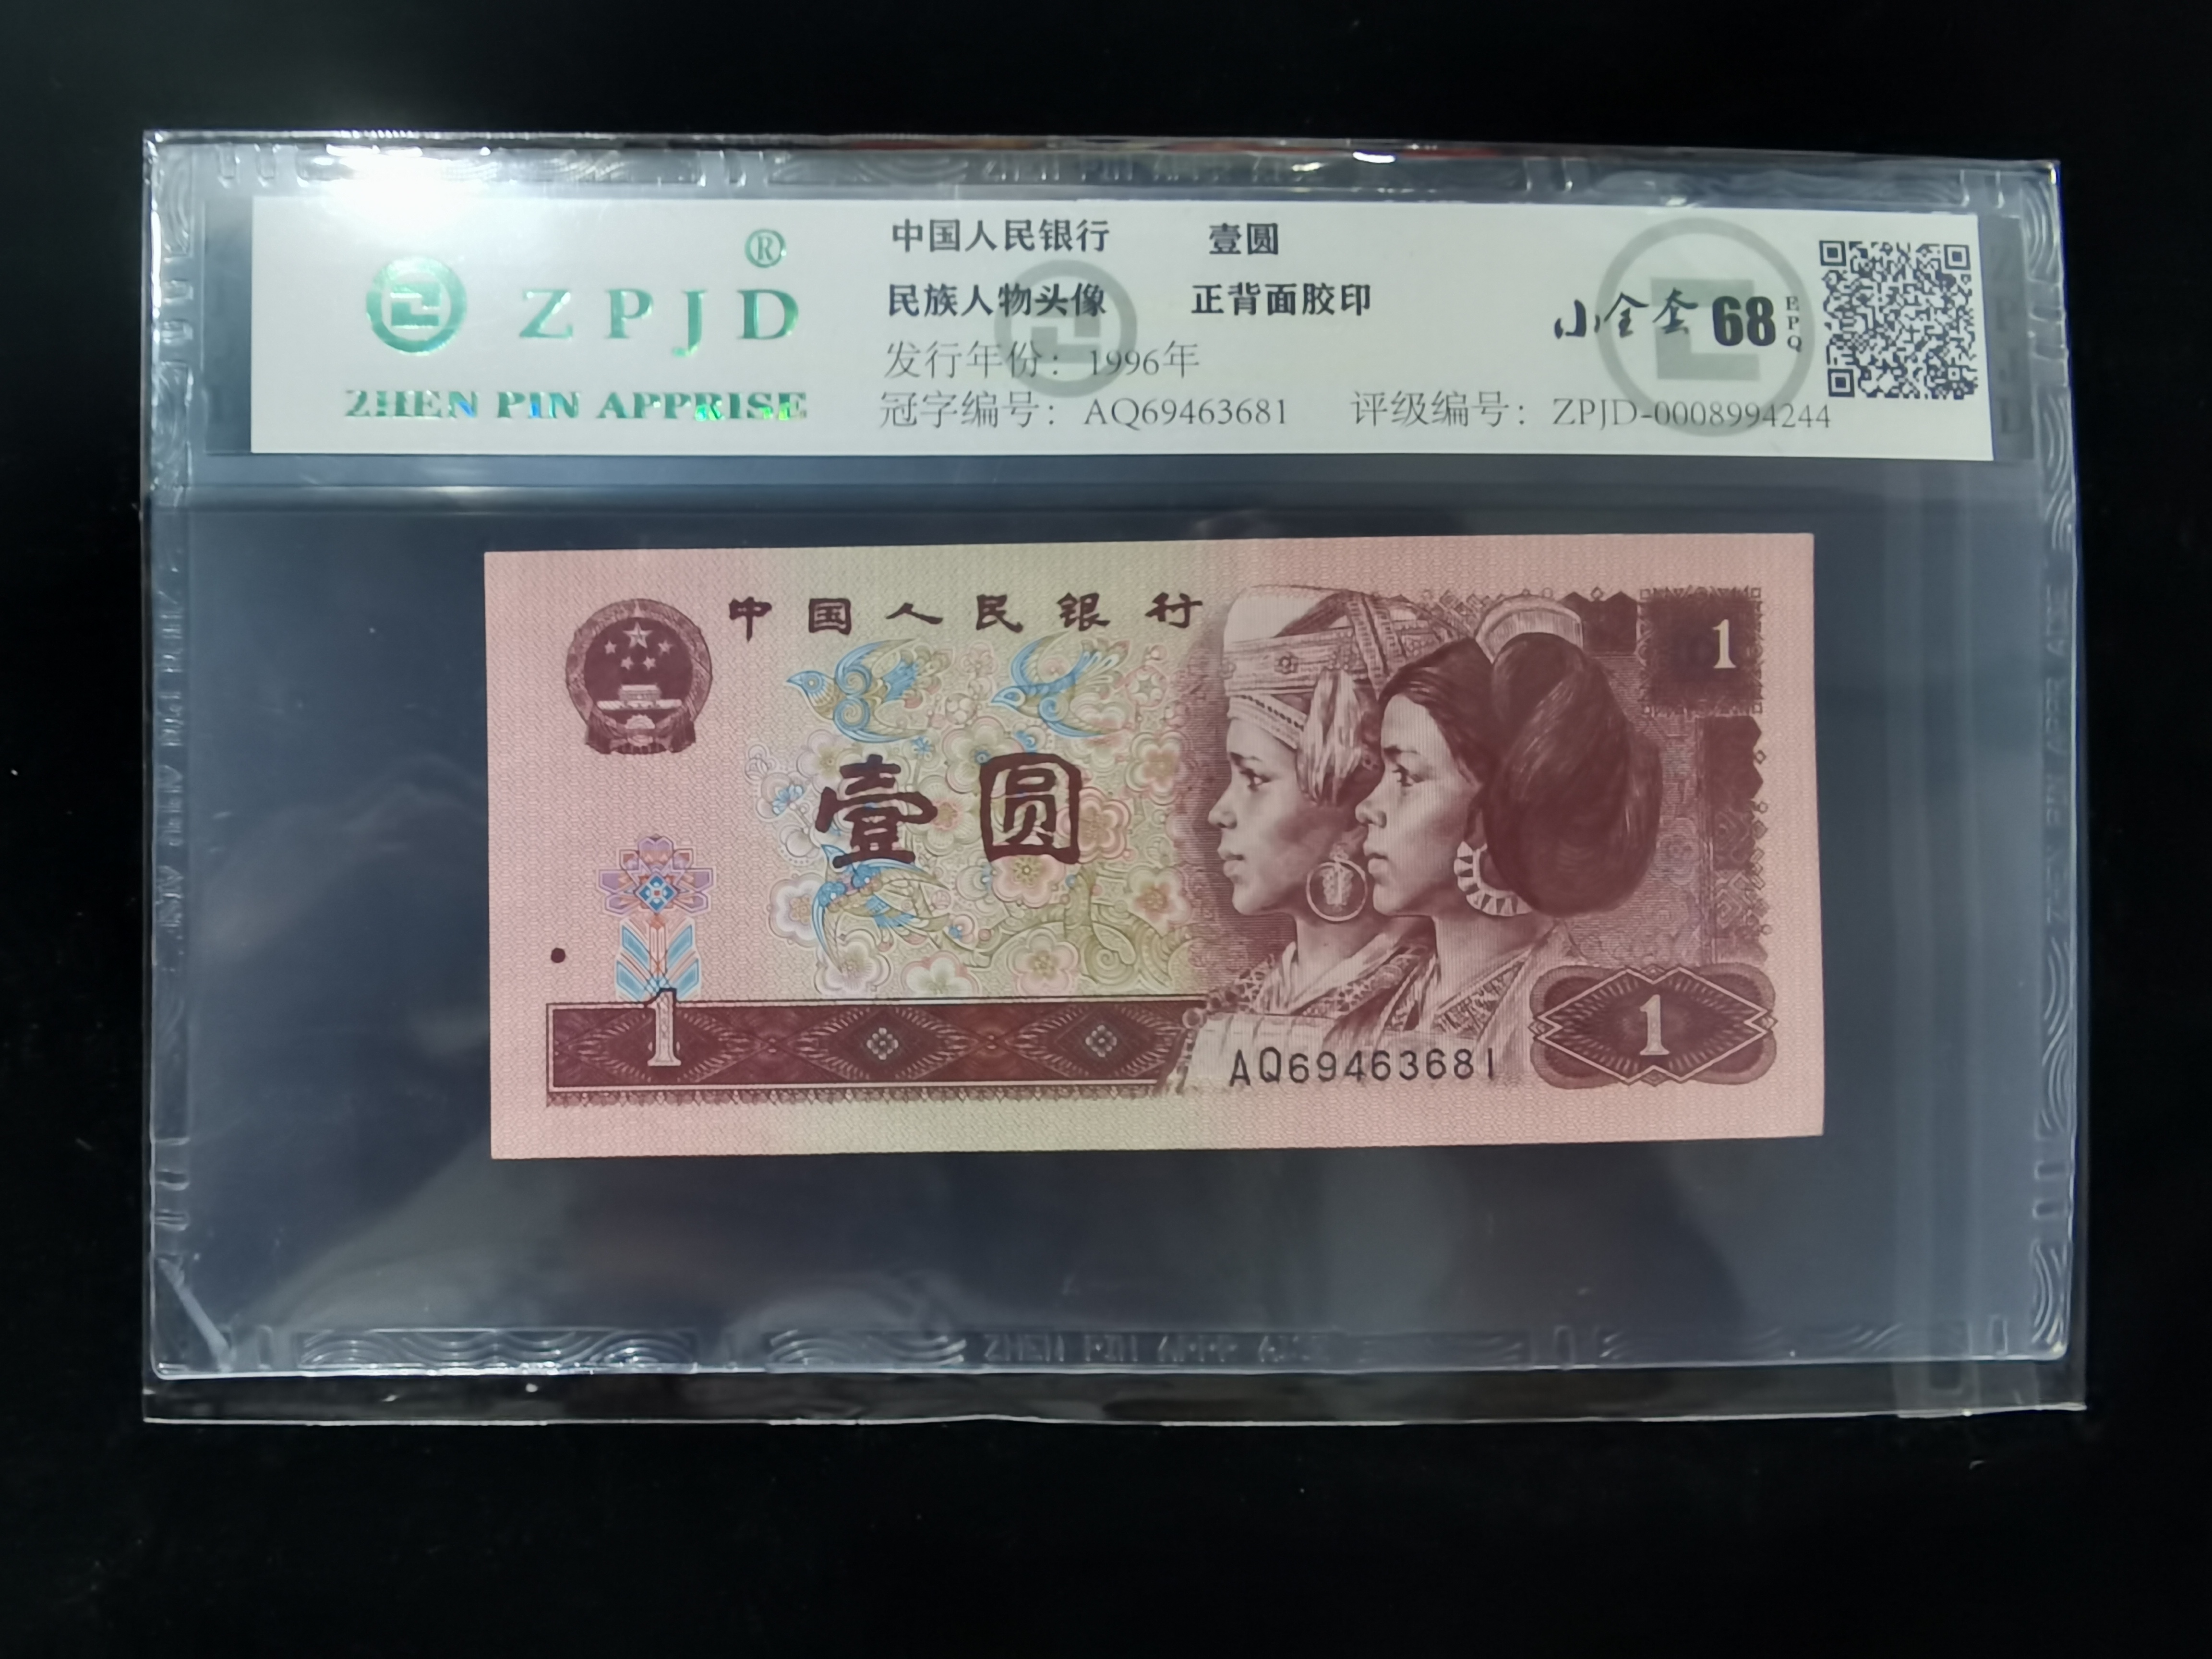 ZPJD®
ZHEN PIN APPRISE
中国人民银行 壹圆
民族人物头像 正背面胶印
发行年份：1996年
冠字编号：AQ69463681 评级编号：ZPJD-0008994244
小全套 68 EPQ
中国人民银行
壹圆
1
1
1
AQ69463681